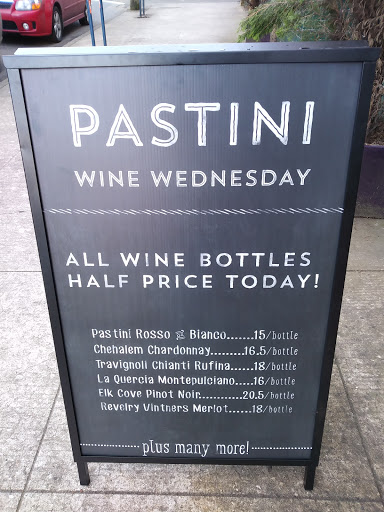 PASTINI
WINE WEDNESDAY
ALL WINE BOTTLES
HALF PRICE TODAY!
Pastini Rosso & Bianco.......15/bottle
Chehalem Chardonnay.........16.5/bottle
Travignoli Chianti Rufina......18/bottle
La Quercia Montepulciano.....16/bottle
Elk Cove Pinot Noir...........20.5/bottle
Revelry Vintners Merlot......18/bottle
plus many more!